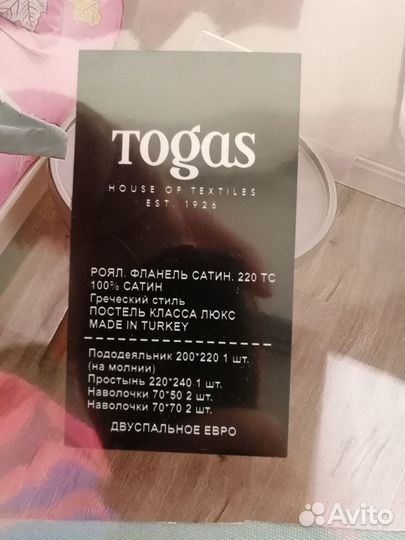 TOgas
HOUSE OF TEXTILES
EST. 1926
РОЯЛ. ФЛАНЕЛЬ САТИН. 220 ТС
100% САТИН
Греческий стиль
ПОСТЕЛЬ КЛАССА ЛЮКС
MADE IN TURKEY
Пододеяльник 200*220 1 шт.
(на молнии)
Простынь 220*240 1 шт.
Наволочки 70*50 2 шт.
Наволочки 70*70 2 шт.
ДВУСПАЛЬНОЕ ЕВРО
Avito